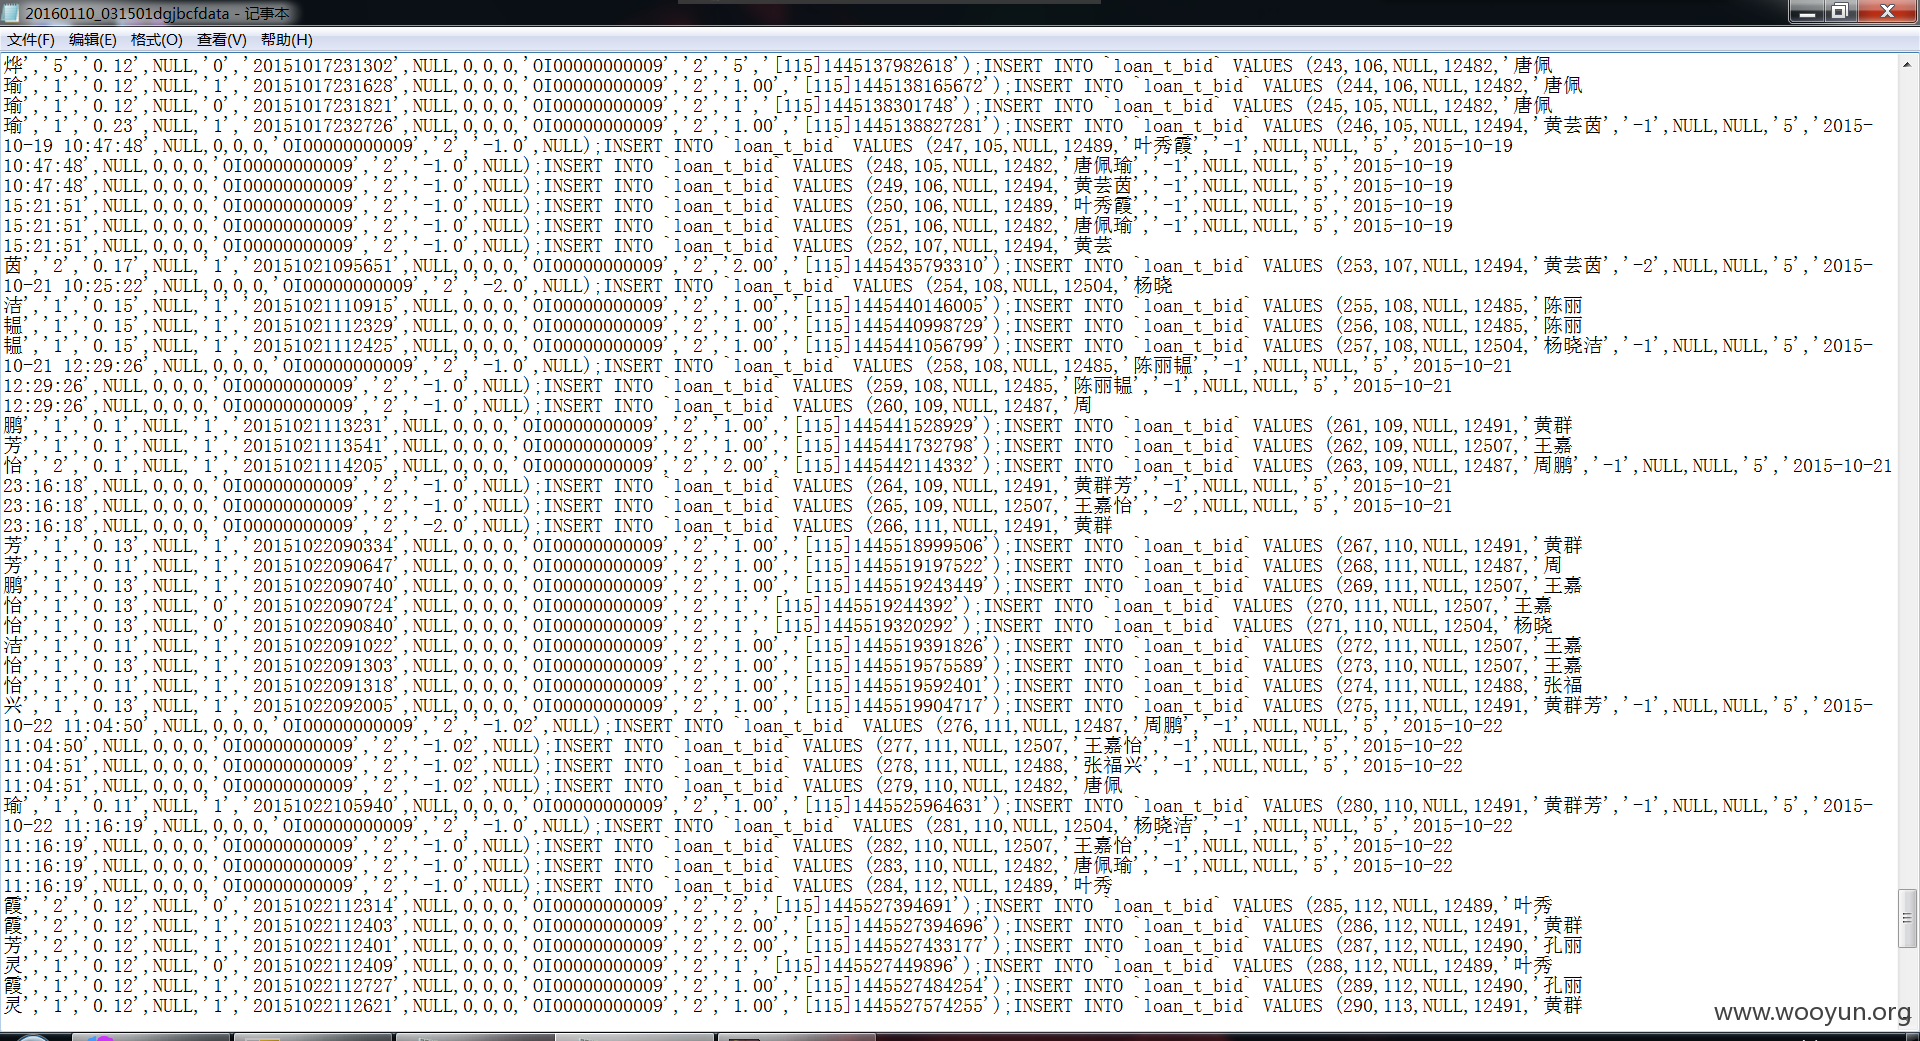 20160110_031501dgjbcfdata - 记事本
文件(F) 编辑(E) 格式(O) 查看(V) 帮助(H)
烨','5','0.12',NULL,'0','20151017231302',NULL,0,0,0,'OI00000000009','2','5','[115]1445137982618');INSERT INTO `loan_t_bid` VALUES (243,106,NULL,12482,'唐佩
瑜','1','0.12',NULL,'1','20151017231628',NULL,0,0,0,'OI00000000009','2','1.00','[115]1445138165672');INSERT INTO `loan_t_bid` VALUES (244,106,NULL,12482,'唐佩
瑜','1','0.12',NULL,'0','20151017231821',NULL,0,0,0,'OI00000000009','2','1','[115]1445138301748');INSERT INTO `loan_t_bid` VALUES (245,105,NULL,12482,'唐佩
瑜','1','0.23',NULL,'1','20151017232726',NULL,0,0,0,'OI00000000009','2','1.00','[115]1445138827281');INSERT INTO `loan_t_bid` VALUES (246,105,NULL,12494,'黄芸茵','-1',NULL,NULL,'5','2015-
10-19 10:47:48',NULL,0,0,0,'OI00000000009','2','-1.0',NULL);INSERT INTO `loan_t_bid` VALUES (247,105,NULL,12489,'叶秀霞','-1',NULL,NULL,'5','2015-10-19
10:47:48',NULL,0,0,0,'OI00000000009','2','-1.0',NULL);INSERT INTO `loan_t_bid` VALUES (248,105,NULL,12482,'唐佩瑜','-1',NULL,NULL,'5','2015-10-19
10:47:48',NULL,0,0,0,'OI00000000009','2','-1.0',NULL);INSERT INTO `loan_t_bid` VALUES (249,106,NULL,12494,'黄芸茵','-1',NULL,NULL,'5','2015-10-19
15:21:51',NULL,0,0,0,'OI00000000009','2','-1.0',NULL);INSERT INTO `loan_t_bid` VALUES (250,106,NULL,12489,'叶秀霞','-1',NULL,NULL,'5','2015-10-19
15:21:51',NULL,0,0,0,'OI00000000009','2','-1.0',NULL);INSERT INTO `loan_t_bid` VALUES (251,106,NULL,12482,'唐佩瑜','-1',NULL,NULL,'5','2015-10-19
15:21:51',NULL,0,0,0,'OI00000000009','2','-1.0',NULL);INSERT INTO `loan_t_bid` VALUES (252,107,NULL,12494,'黄芸
茵','2','0.17',NULL,'1','20151021095651',NULL,0,0,0,'OI00000000009','2','2.00','[115]1445435793310');INSERT INTO `loan_t_bid` VALUES (253,107,NULL,12494,'黄芸茵','-2',NULL,NULL,'5','2015-
10-21 10:25:22',NULL,0,0,0,'OI00000000009','2','-2.0',NULL);INSERT INTO `loan_t_bid` VALUES (254,108,NULL,12504,'杨晓
洁','1','0.15',NULL,'1','20151021110915',NULL,0,0,0,'OI00000000009','2','1.00','[115]1445440146005');INSERT INTO `loan_t_bid` VALUES (255,108,NULL,12485,'陈丽
韫','1','0.15',NULL,'1','20151021112329',NULL,0,0,0,'OI00000000009','2','1.00','[115]1445440998729');INSERT INTO `loan_t_bid` VALUES (256,108,NULL,12485,'陈丽
韫','1','0.15',NULL,'1','20151021112425',NULL,0,0,0,'OI00000000009','2','1.00','[115]1445441056799');INSERT INTO `loan_t_bid` VALUES (257,108,NULL,12504,'杨晓洁','-1',NULL,NULL,'5','2015-
10-21 12:29:26',NULL,0,0,0,'OI00000000009','2','-1.0',NULL);INSERT INTO `loan_t_bid` VALUES (258,108,NULL,12485,'陈丽韫','-1',NULL,NULL,'5','2015-10-21
12:29:26',NULL,0,0,0,'OI00000000009','2','-1.0',NULL);INSERT INTO `loan_t_bid` VALUES (259,108,NULL,12485,'陈丽韫','-1',NULL,NULL,'5','2015-10-21
12:29:26',NULL,0,0,0,'OI00000000009','2','-1.0',NULL);INSERT INTO `loan_t_bid` VALUES (260,109,NULL,12487,'周
鹏','1','0.1',NULL,'1','20151021113231',NULL,0,0,0,'OI00000000009','2','1.00','[115]1445441528929');INSERT INTO `loan_t_bid` VALUES (261,109,NULL,12491,'黄群
芳','1','0.1',NULL,'1','20151021113541',NULL,0,0,0,'OI00000000009','2','1.00','[115]1445441732798');INSERT INTO `loan_t_bid` VALUES (262,109,NULL,12507,'王嘉
怡','2','0.1',NULL,'1','20151021114205',NULL,0,0,0,'OI00000000009','2','2.00','[115]1445442114332');INSERT INTO `loan_t_bid` VALUES (263,109,NULL,12487,'周鹏','-1',NULL,NULL,'5','2015-10-21
23:16:18',NULL,0,0,0,'OI00000000009','2','-1.0',NULL);INSERT INTO `loan_t_bid` VALUES (264,109,NULL,12491,'黄群芳','-1',NULL,NULL,'5','2015-10-21
23:16:18',NULL,0,0,0,'OI00000000009','2','-1.0',NULL);INSERT INTO `loan_t_bid` VALUES (265,109,NULL,12507,'王嘉怡','-2',NULL,NULL,'5','2015-10-21
23:16:18',NULL,0,0,0,'OI00000000009','2','-2.0',NULL);INSERT INTO `loan_t_bid` VALUES (266,111,NULL,12491,'黄群
芳','1','0.13',NULL,'1','20151022090334',NULL,0,0,0,'OI00000000009','2','1.00','[115]1445518999506');INSERT INTO `loan_t_bid` VALUES (267,110,NULL,12491,'黄群
芳','1','0.11',NULL,'1','20151022090647',NULL,0,0,0,'OI00000000009','2','1.00','[115]1445519197522');INSERT INTO `loan_t_bid` VALUES (268,111,NULL,12487,'周
鹏','1','0.13',NULL,'1','20151022090740',NULL,0,0,0,'OI00000000009','2','1.00','[115]1445519243449');INSERT INTO `loan_t_bid` VALUES (269,111,NULL,12507,'王嘉
怡','1','0.13',NULL,'0','20151022090724',NULL,0,0,0,'OI00000000009','2','1','[115]1445519244392');INSERT INTO `loan_t_bid` VALUES (270,111,NULL,12507,'王嘉
怡','1','0.13',NULL,'0','20151022090840',NULL,0,0,0,'OI00000000009','2','1','[115]1445519320292');INSERT INTO `loan_t_bid` VALUES (271,110,NULL,12504,'杨晓
洁','1','0.11',NULL,'1','20151022091022',NULL,0,0,0,'OI00000000009','2','1.00','[115]1445519391826');INSERT INTO `loan_t_bid` VALUES (272,111,NULL,12507,'王嘉
怡','1','0.13',NULL,'1','20151022091303',NULL,0,0,0,'OI00000000009','2','1.00','[115]1445519575589');INSERT INTO `loan_t_bid` VALUES (273,110,NULL,12507,'王嘉
怡','1','0.11',NULL,'1','20151022091318',NULL,0,0,0,'OI00000000009','2','1.00','[115]1445519592401');INSERT INTO `loan_t_bid` VALUES (274,111,NULL,12488,'张福
兴','1','0.13',NULL,'1','20151022092005',NULL,0,0,0,'OI00000000009','2','1.00','[115]1445519904717');INSERT INTO `loan_t_bid` VALUES (275,111,NULL,12491,'黄群芳','-1',NULL,NULL,'5','2015-
10-22 11:04:50',NULL,0,0,0,'OI00000000009','2','-1.02',NULL);INSERT INTO `loan_t_bid` VALUES (276,111,NULL,12487,'周鹏','-1',NULL,NULL,'5','2015-10-22
11:04:50',NULL,0,0,0,'OI00000000009','2','-1.02',NULL);INSERT INTO `loan_t_bid` VALUES (277,111,NULL,12507,'王嘉怡','-1',NULL,NULL,'5','2015-10-22
11:04:51',NULL,0,0,0,'OI00000000009','2','-1.02',NULL);INSERT INTO `loan_t_bid` VALUES (278,111,NULL,12488,'张福兴','-1',NULL,NULL,'5','2015-10-22
11:04:51',NULL,0,0,0,'OI00000000009','2','-1.02',NULL);INSERT INTO `loan_t_bid` VALUES (279,110,NULL,12482,'唐佩
瑜','1','0.11',NULL,'1','20151022105940',NULL,0,0,0,'OI00000000009','2','1.00','[115]1445525964631');INSERT INTO `loan_t_bid` VALUES (280,110,NULL,12491,'黄群芳','-1',NULL,NULL,'5','2015-
10-22 11:16:19',NULL,0,0,0,'OI00000000009','2','-1.0',NULL);INSERT INTO `loan_t_bid` VALUES (281,110,NULL,12504,'杨晓洁','-1',NULL,NULL,'5','2015-10-22
11:16:19',NULL,0,0,0,'OI00000000009','2','-1.0',NULL);INSERT INTO `loan_t_bid` VALUES (282,110,NULL,12507,'王嘉怡','-1',NULL,NULL,'5','2015-10-22
11:16:19',NULL,0,0,0,'OI00000000009','2','-1.0',NULL);INSERT INTO `loan_t_bid` VALUES (283,110,NULL,12482,'唐佩瑜','-1',NULL,NULL,'5','2015-10-22
11:16:19',NULL,0,0,0,'OI00000000009','2','-1.0',NULL);INSERT INTO `loan_t_bid` VALUES (284,112,NULL,12489,'叶秀
霞','2','0.12',NULL,'0','20151022112314',NULL,0,0,0,'OI00000000009','2','2','[115]1445527394691');INSERT INTO `loan_t_bid` VALUES (285,112,NULL,12489,'叶秀
霞','2','0.12',NULL,'1','20151022112403',NULL,0,0,0,'OI00000000009','2','2.00','[115]1445527394696');INSERT INTO `loan_t_bid` VALUES (286,112,NULL,12491,'黄群
芳','2','0.12',NULL,'1','20151022112401',NULL,0,0,0,'OI00000000009','2','2.00','[115]1445527433177');INSERT INTO `loan_t_bid` VALUES (287,112,NULL,12490,'孔丽
灵','1','0.12',NULL,'0','20151022112409',NULL,0,0,0,'OI00000000009','2','1','[115]1445527449896');INSERT INTO `loan_t_bid` VALUES (288,112,NULL,12489,'叶秀
霞','1','0.12',NULL,'1','20151022112727',NULL,0,0,0,'OI00000000009','2','1.00','[115]1445527484254');INSERT INTO `loan_t_bid` VALUES (289,112,NULL,12490,'孔丽
灵','1','0.12',NULL,'1','20151022112621',NULL,0,0,0,'OI00000000009','2','1.00','[115]1445527574255');INSERT INTO `loan_t_bid` VALUES (290,113,NULL,12491,'黄群
www.wooyun.org